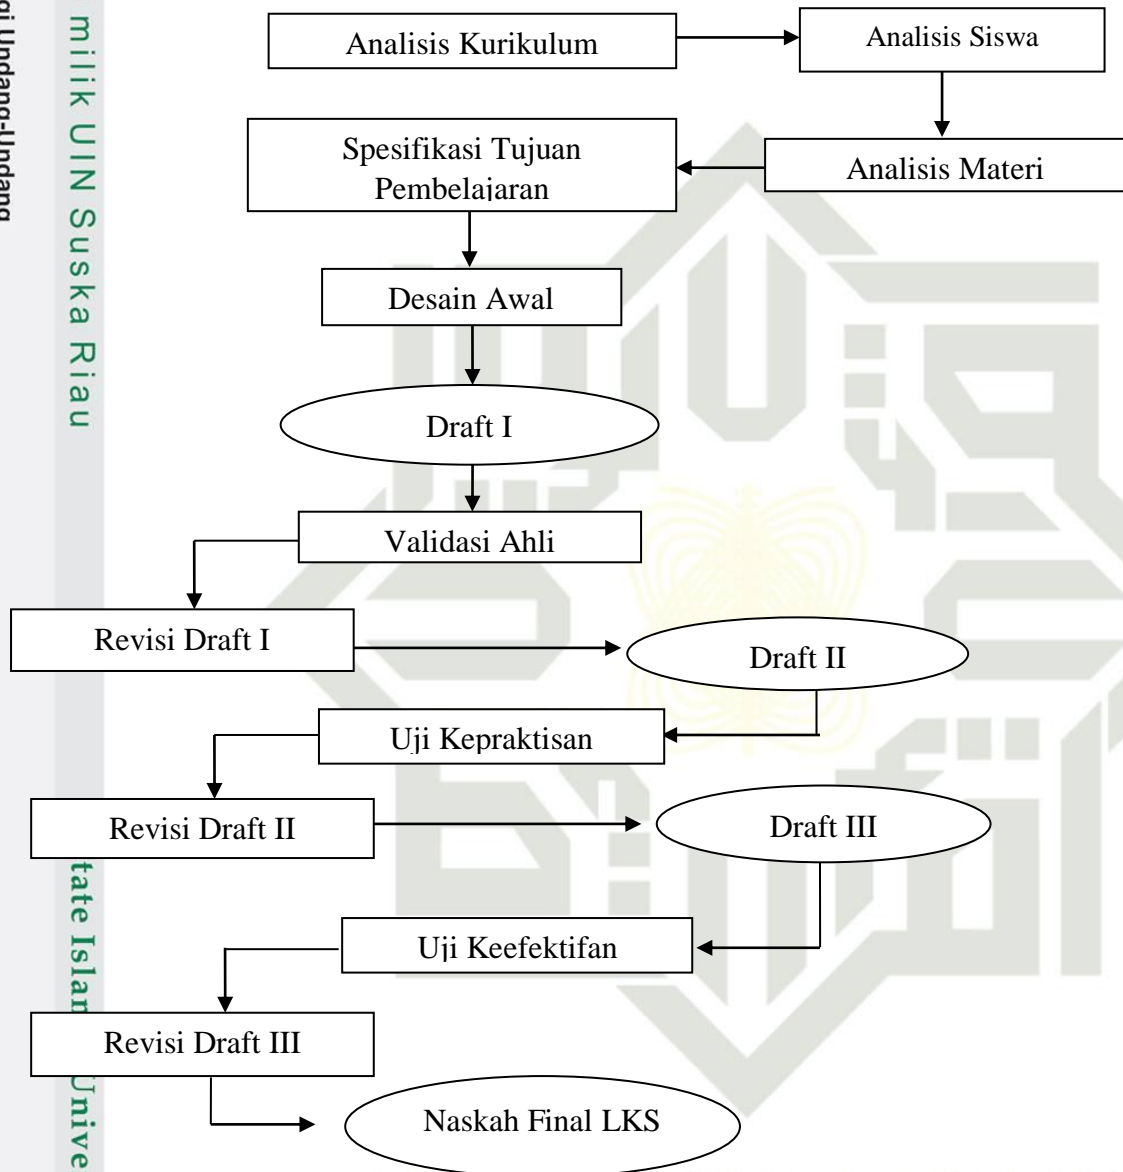 Analisis Kurikulum
Analisis Siswa
Analisis Materi
Spesifikasi Tujuan
Pembelajaran
Desain Awal
Draft I
Validasi Ahli
Revisi Draft I
Draft II
Uji Kepraktisan
Revisi Draft II
Draft III
Uji Keefektifan
Revisi Draft III
Naskah Final LKS
gi Undang-Undang
milik UIN Suska Riau
tate Islam
Unive